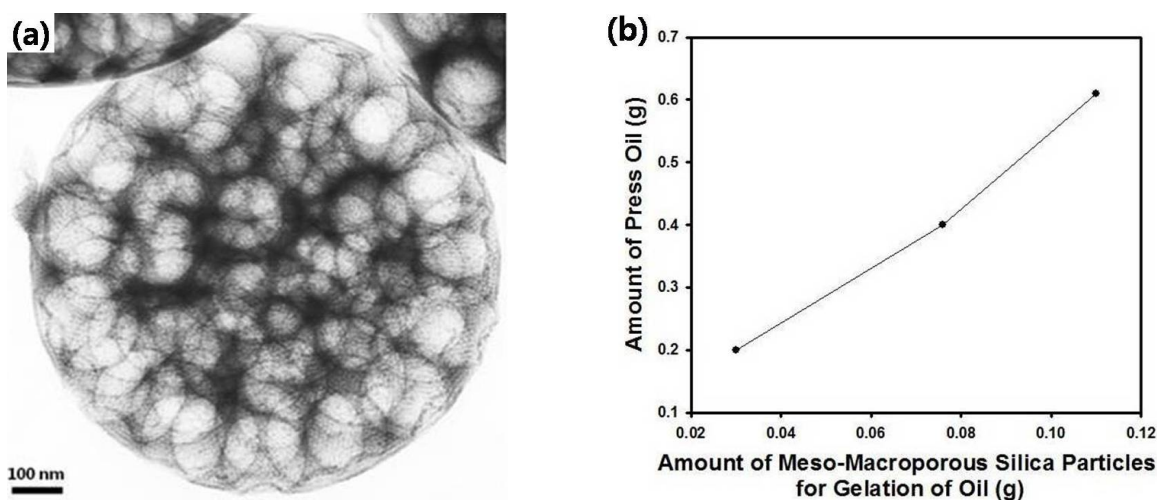 (a)
100 nm
(b)
Amount of Press Oil (g)
0.7
0.6
0.5
0.4
0.3
0.2
0.1
0.02 0.04 0.06 0.08 0.10 0.12
Amount of Meso-Macroporous Silica Particles
for Gelation of Oil (g)